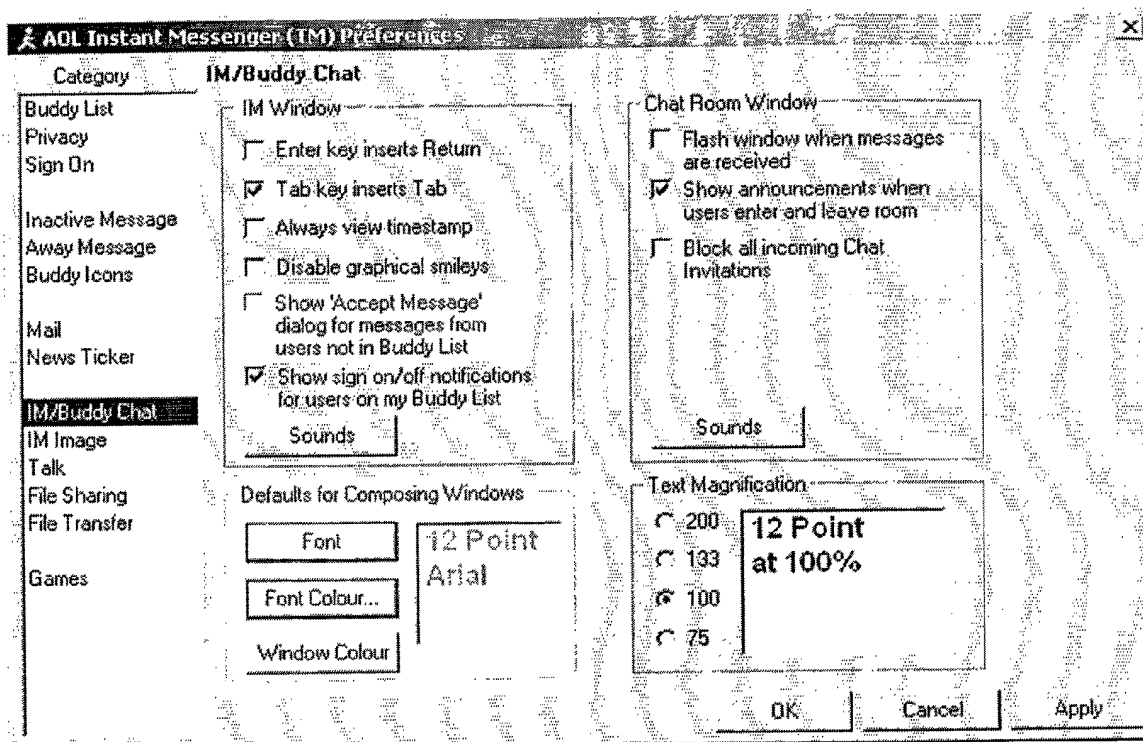 AOL Instant Messenger (TM) Preferences
Category
Buddy List
Privacy
Sign On
Inactive Message
Away Message
Buddy Icons
Mail
News Ticker
IM/Buddy Chat
IM Image
Talk
File Sharing
File Transfer
Games
IM/Buddy Chat
IM Window
Enter key inserts Return
Tab key inserts Tab
Always view timestamp
Disable graphical smileys
Show 'Accept Message'
dialog for messages from
users not in Buddy List
Show sign on/off notifications
for users on my Buddy List
Sounds
Chat Room Window
Flash window when messages
are received
Show announcements when
users enter and leave room
Block all incoming Chat
Invitations
Sounds
Defaults for Composing Windows
Font
Font Colour...
Window Colour
12 Point
Arial
Text Magnification
200
133
100
75
12 Point
at 100%
OK
Cancel
Apply